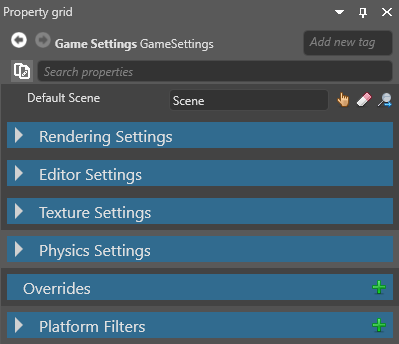 Property grid
Game Settings GameSettings
Add new tag
Search properties
Default Scene
Scene
Rendering Settings
Editor Settings
Texture Settings
Physics Settings
Overrides
Platform Filters